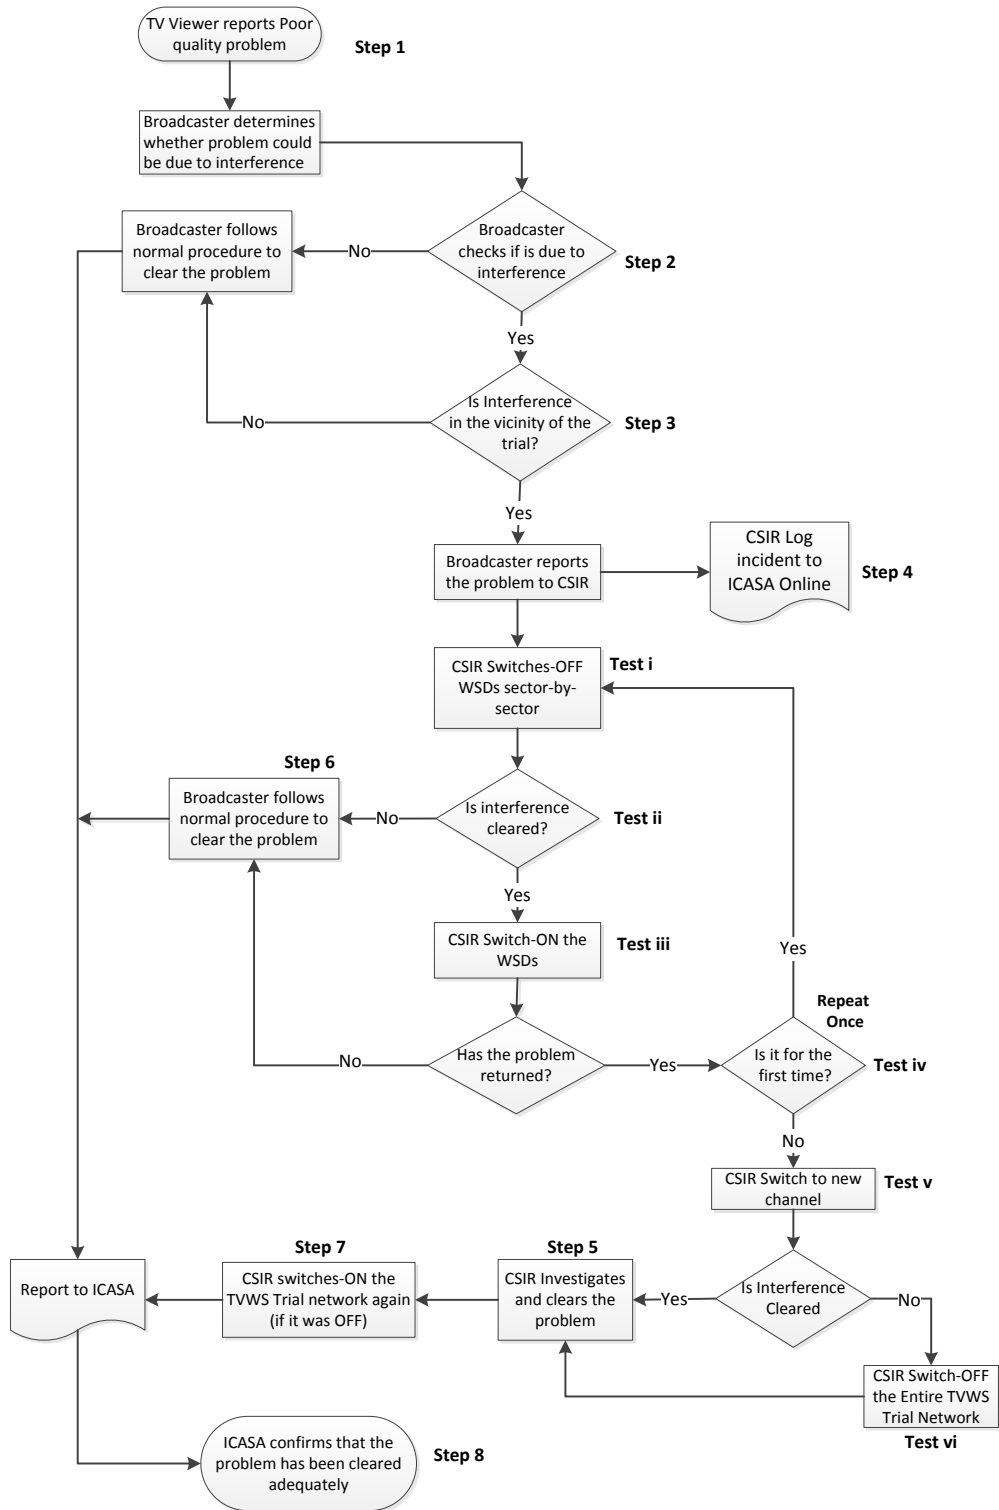 TV Viewer reports Poor
quality problem
Step 1
Broadcaster determines
whether problem could
be due to interference
Broadcaster follows
normal procedure to
clear the problem
No
Broadcaster
checks if is due to
interference
Step 2
Yes
Is Interference
in the vicinity of the
trial?
Step 3
No
Yes
Broadcaster reports
the problem to CSIR
CSIR Log
incident to
ICASA Online
Step 4
CSIR Switches-OFF
WSDs sector-by-
sector
Test i
Step 6
Broadcaster follows
normal procedure to
clear the problem
No
Is interference
cleared?
Test ii
Yes
CSIR Switch-ON the
WSDs
Test iii
Yes
Repeat
Once
No
Has the problem
returned?
Yes
Is it for the
first time?
Test iv
No
CSIR Switch to new
channel
Test v
Report to ICASA
Step 7
CSIR switches-ON the
TVWS Trial network again
(if it was OFF)
Step 5
CSIR Investigates
and clears the
problem
Yes
Is Interference
Cleared
No
CSIR Switch-OFF
the Entire TVWS
Trial Network
Test vi
ICASA confirms that the
problem has been cleared
adequately
Step 8